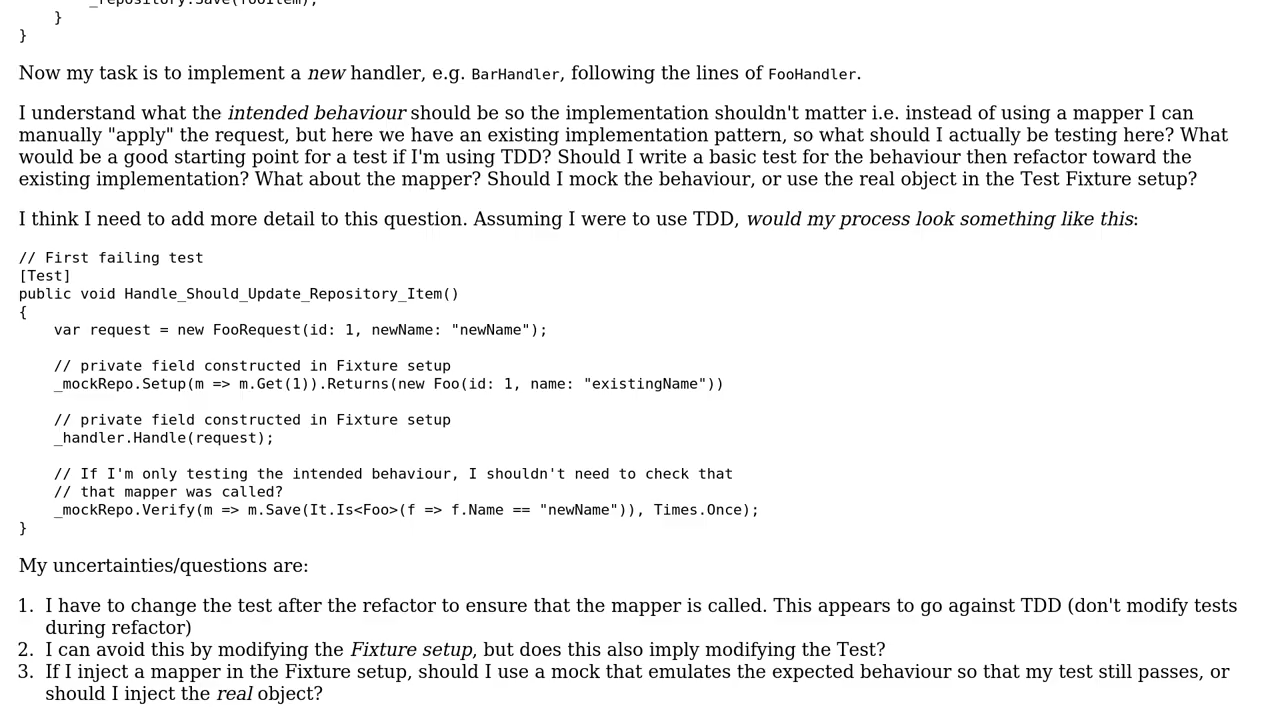 _repository.Save(fooItem);
    }
}
Now my task is to implement a new handler, e.g. BarHandler, following the lines of FooHandler.
I understand what the intended behaviour should be so the implementation shouldn't matter i.e. instead of using a mapper I can
manually "apply" the request, but here we have an existing implementation pattern, so what should I actually be testing here? What
would be a good starting point for a test if I'm using TDD? Should I write a basic test for the behaviour then refactor toward the
existing implementation? What about the mapper? Should I mock the behaviour, or use the real object in the Test Fixture setup?
I think I need to add more detail to this question. Assuming I were to use TDD, would my process look something like this:
// First failing test
[Test]
public void Handle_Should_Update_Repository_Item()
{
    var request = new FooRequest(id: 1, newName: "newName");
    // private field constructed in Fixture setup
    _mockRepo.Setup(m => m.Get(1)).Returns(new Foo(id: 1, name: "existingName"))
    // private field constructed in Fixture setup
    _handler.Handle(request);
    // If I'm only testing the intended behaviour, I shouldn't need to check that
    // that mapper was called?
    _mockRepo.Verify(m => m.Save(It.Is<Foo>(f => f.Name == "newName")), Times.Once);
}
My uncertainties/questions are:
1. I have to change the test after the refactor to ensure that the mapper is called. This appears to go against TDD (don't modify tests
during refactor)
2. I can avoid this by modifying the Fixture setup, but does this also imply modifying the Test?
3. If I inject a mapper in the Fixture setup, should I use a mock that emulates the expected behaviour so that my test still passes, or
should I inject the real object?